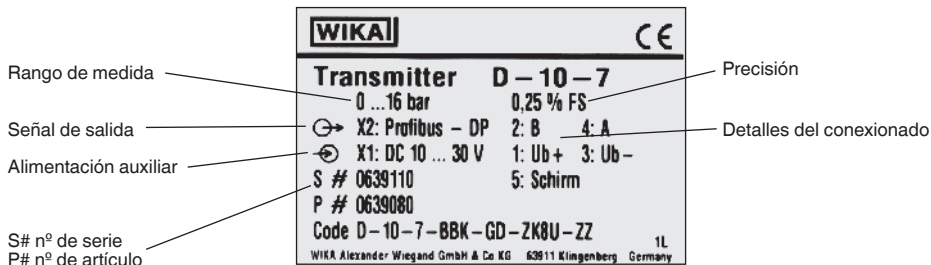 WIKA CE
Rango de medida
Señal de salida
Alimentación auxiliar
S# nº de serie
P# nº de artículo
Transmitter D-10-7
0 ...16 bar 0,25 % FS
X2: Profibus - DP 2: B 4: A
X1: DC 10 ... 30 V 1: Ub+ 3: Ub-
S # 0639110 5: Schirm
P # 0639080
Code D-10-7-BBK-GD-ZK8U-ZZ
1L
WIKA Alexander Wiegand GmbH & Co KG 63911 Klingenberg Germany
Precisión
Detalles del conexionado